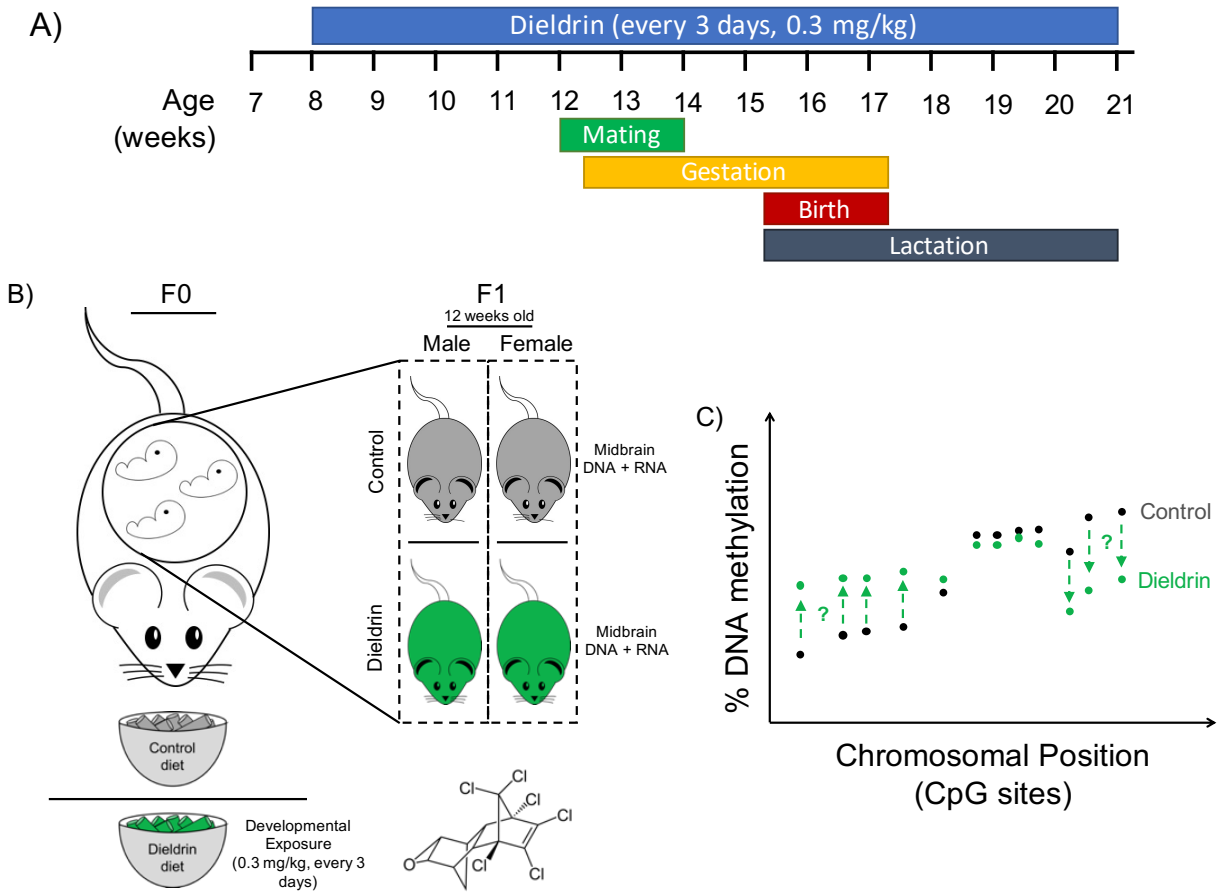 A)
Dieldrin (every 3 days, 0.3 mg/kg)
7 8 9 10 11 12 13 14 15 16 17 18 19 20 21
Age
(weeks)
Mating
Gestation
Birth
Lactation
B)
F0
F1
12 weeks old
Male Female
Control
Midbrain
DNA + RNA
Dieldrin
Midbrain
DNA + RNA
Control
diet
Dieldrin
diet
Developmental
Exposure
(0.3 mg/kg, every 3
days)
Cl
Cl
Cl
Cl
Cl
Cl
O
C)
% DNA methylation
Control
?
Dieldrin
?
Chromosomal Position
(CpG sites)